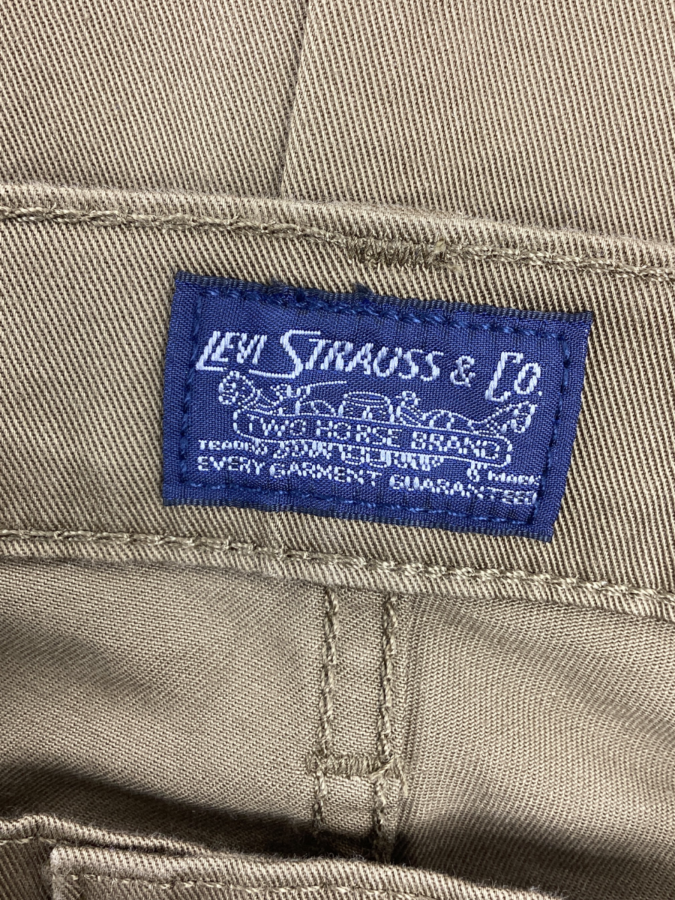 LEVI STRAUSS & CO.
TWO HORSE BRAND
TRADE MARK
EVERY GARMENT GUARANTEED